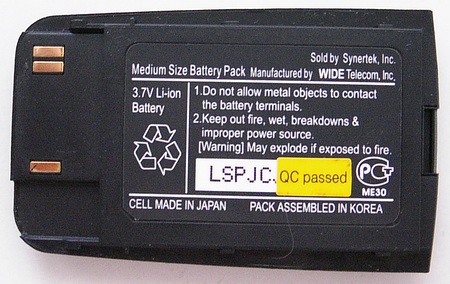 Sold by Synertek, Inc.
Medium Size Battery Pack Manufactured by WIDE Telecom, Inc,
3.7V Li-ion
Battery
1.Do not allow metal objects to contact
the battery terminals.
2.Keep out fire, wet, breakdowns &
improper power source.
[Warning] May explode if exposed to fire.
LSPJC. QC passed
ME30
CELL MADE IN JAPAN PACK ASSEMBLED IN KOREA